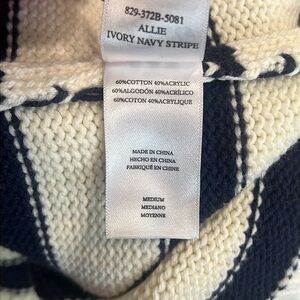 829-372B-5081
ALLIE
IVORY NAVY STRIPE
60%COTTON 40%ACRYLIC
60%ALGODÓN 40%ACRÍLICO
60%COTON 40%ACRYLIQUE
MADE IN CHINA
HECHO EN CHINA
FABRIQUÉ EN CHINE
MEDIUM
MEDIANO
MOYENNE